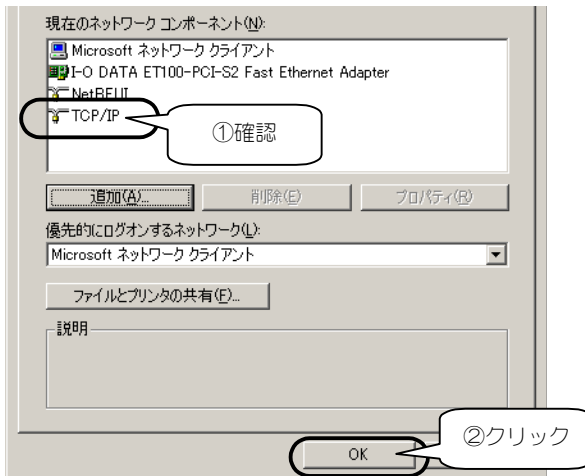 現在のネットワーク コンポーネント(N):
Microsoft ネットワーク クライアント
I-O DATA ET100-PCI-S2 Fast Ethernet Adapter
NetBEUI
TCP/IP
①確認
追加(A)...
削除(E)
プロパティ(R)
優先的にログオンするネットワーク(L):
Microsoft ネットワーク クライアント
ファイルとプリンタの共有(F)...
説明
②クリック
OK